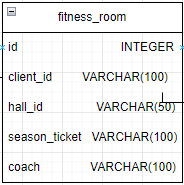 fitness_room
id INTEGER
client_id VARCHAR(100)
hall_id VARCHAR(50)
season_ticket VARCHAR(100)
coach VARCHAR(100)